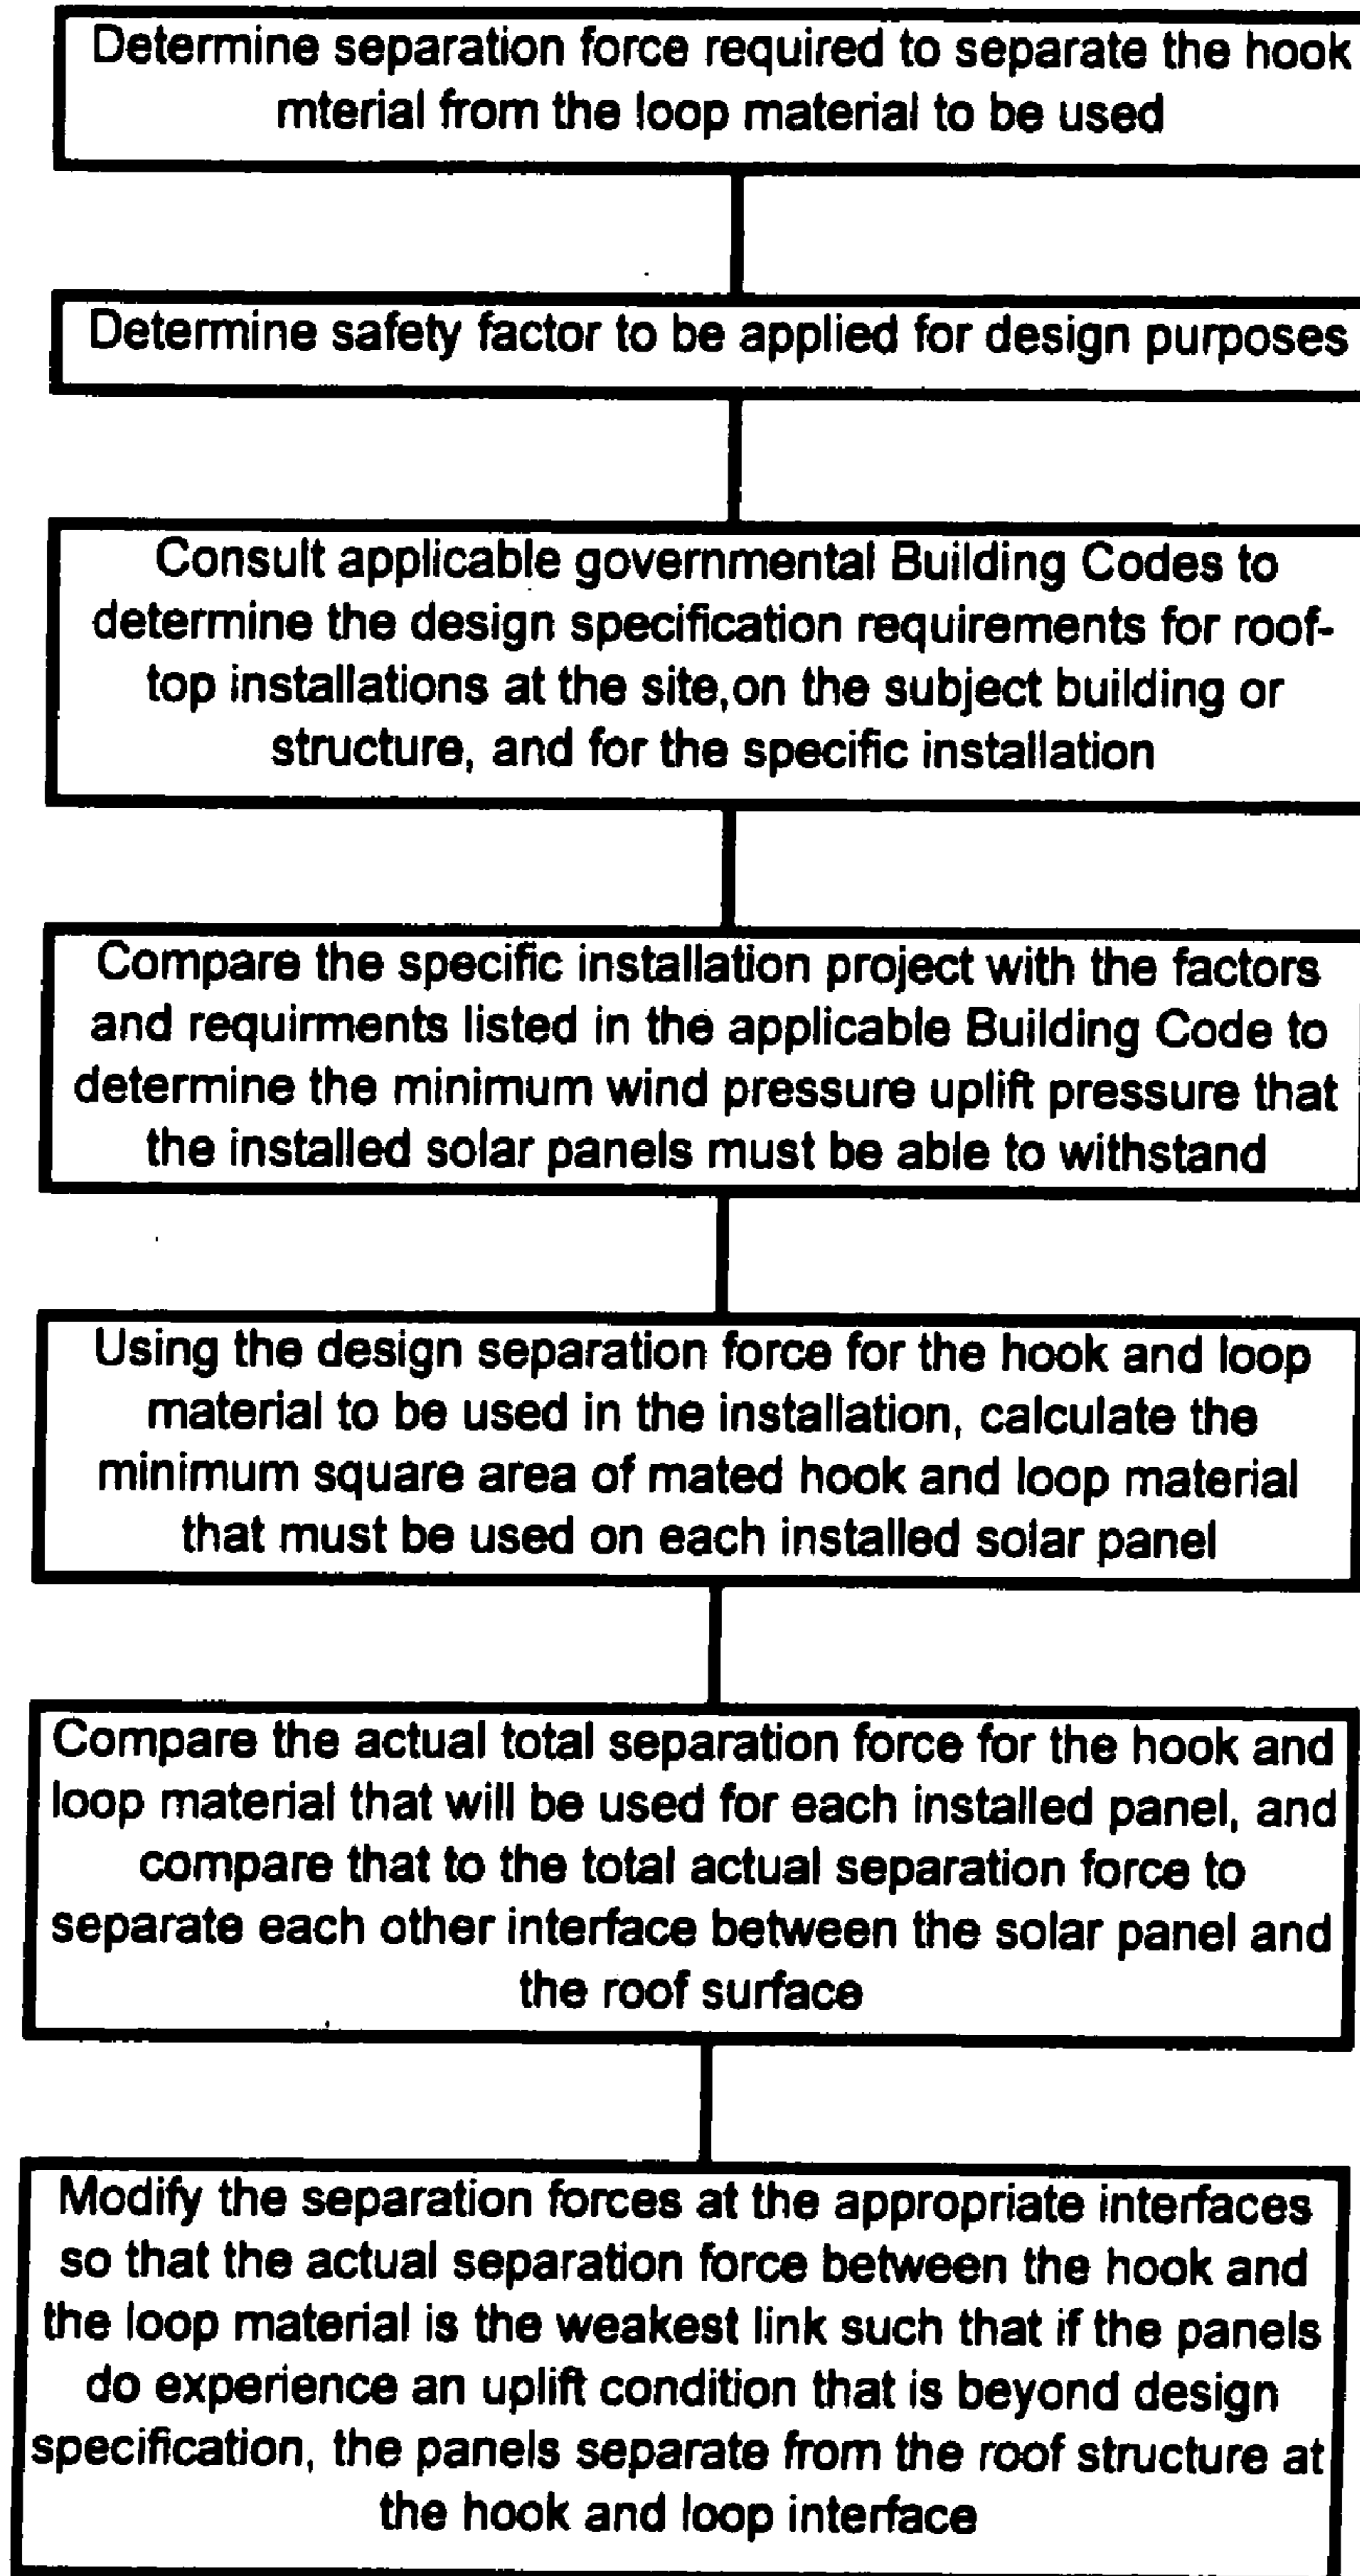 Determine separation force required to separate the hook
mterial from the loop material to be used
Determine safety factor to be applied for design purposes
Consult applicable governmental Building Codes to
determine the design specification requirements for roof-
top installations at the site,on the subject building or
structure, and for the specific installation
Compare the specific installation project with the factors
and requirments listed in the applicable Building Code to
determine the minimum wind pressure uplift pressure that
the installed solar panels must be able to withstand
Using the design separation force for the hook and loop
material to be used in the installation, calculate the
minimum square area of mated hook and loop material
that must be used on each installed solar panel
Compare the actual total separation force for the hook and
loop material that will be used for each installed panel, and
compare that to the total actual separation force to
separate each other interface between the solar panel and
the roof surface
Modify the separation forces at the appropriate interfaces
so that the actual separation force between the hook and
the loop material is the weakest link such that if the panels
do experience an uplift condition that is beyond design
specification, the panels separate from the roof structure at
the hook and loop interface